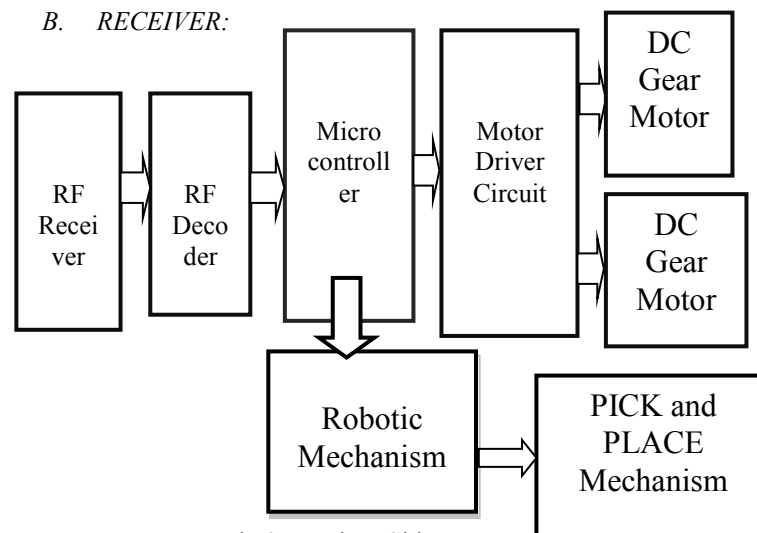 B. RECEIVER:
RF
Recei
ver
RF
Deco
der
Micro
controll
er
Motor
Driver
Circuit
DC
Gear
Motor
DC
Gear
Motor
Robotic
Mechanism
PICK and
PLACE
Mechanism